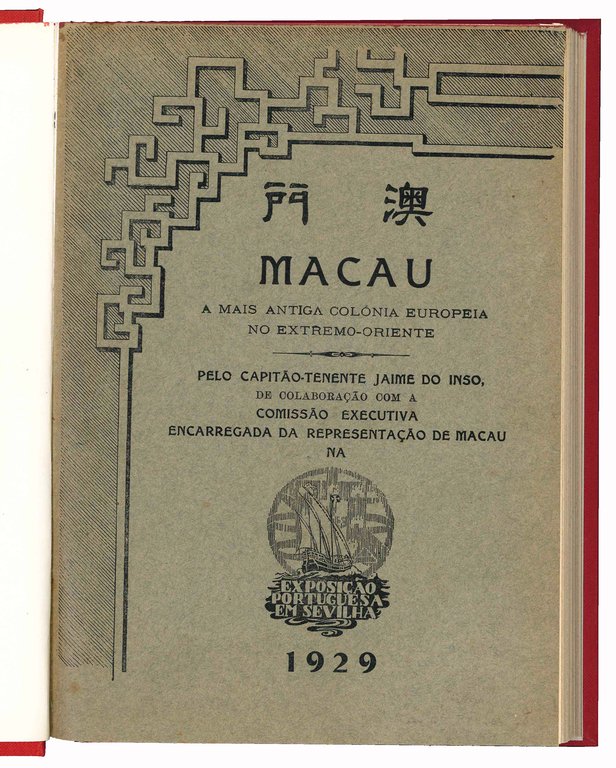 門 澳
MACAU
A MAIS ANTIGA COLÓNIA EUROPEIA
NO EXTREMO-ORIENTE
PELO CAPITÃO-TENENTE JAIME DO INSO,
DE COLABORAÇÃO COM A
COMISSÃO EXECUTIVA
ENCARREGADA DA REPRESENTAÇÃO DE MACAU
NA
EXPOSIÇÃO
PORTUGUESA
EM SEVILHA
1929